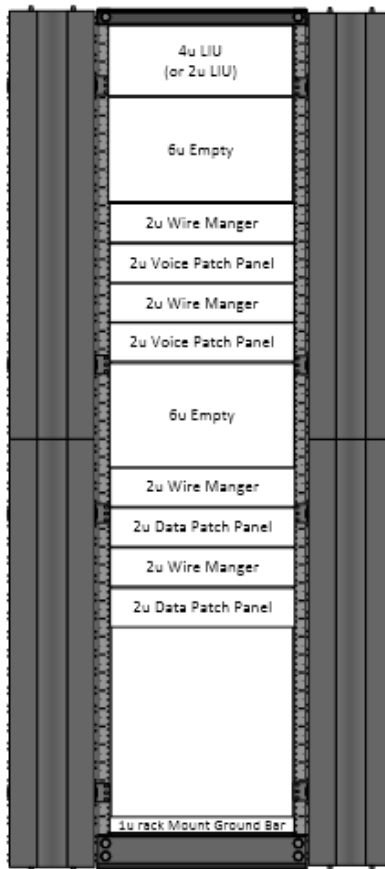 4u LIU
(or 2u LIU)
6u Empty
2u Wire Manger
2u Voice Patch Panel
2u Wire Manger
2u Voice Patch Panel
6u Empty
2u Wire Manger
2u Data Patch Panel
2u Wire Manger
2u Data Patch Panel
1u rack Mount Ground Bar